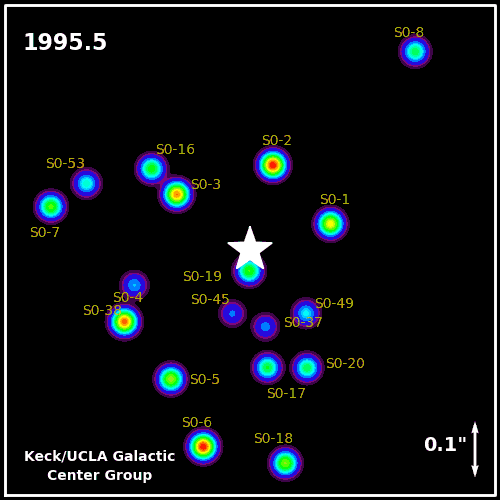 S0-8
1995.5
S0-2
S0-16
S0-53
S0-3
S0-1
S0-7
S0-19
S0-4
S0-45
S0-49
S0-38
S0-37
S0-20
S0-5
S0-17
S0-6
S0-18
0.1"
Keck/UCLA Galactic
Center Group